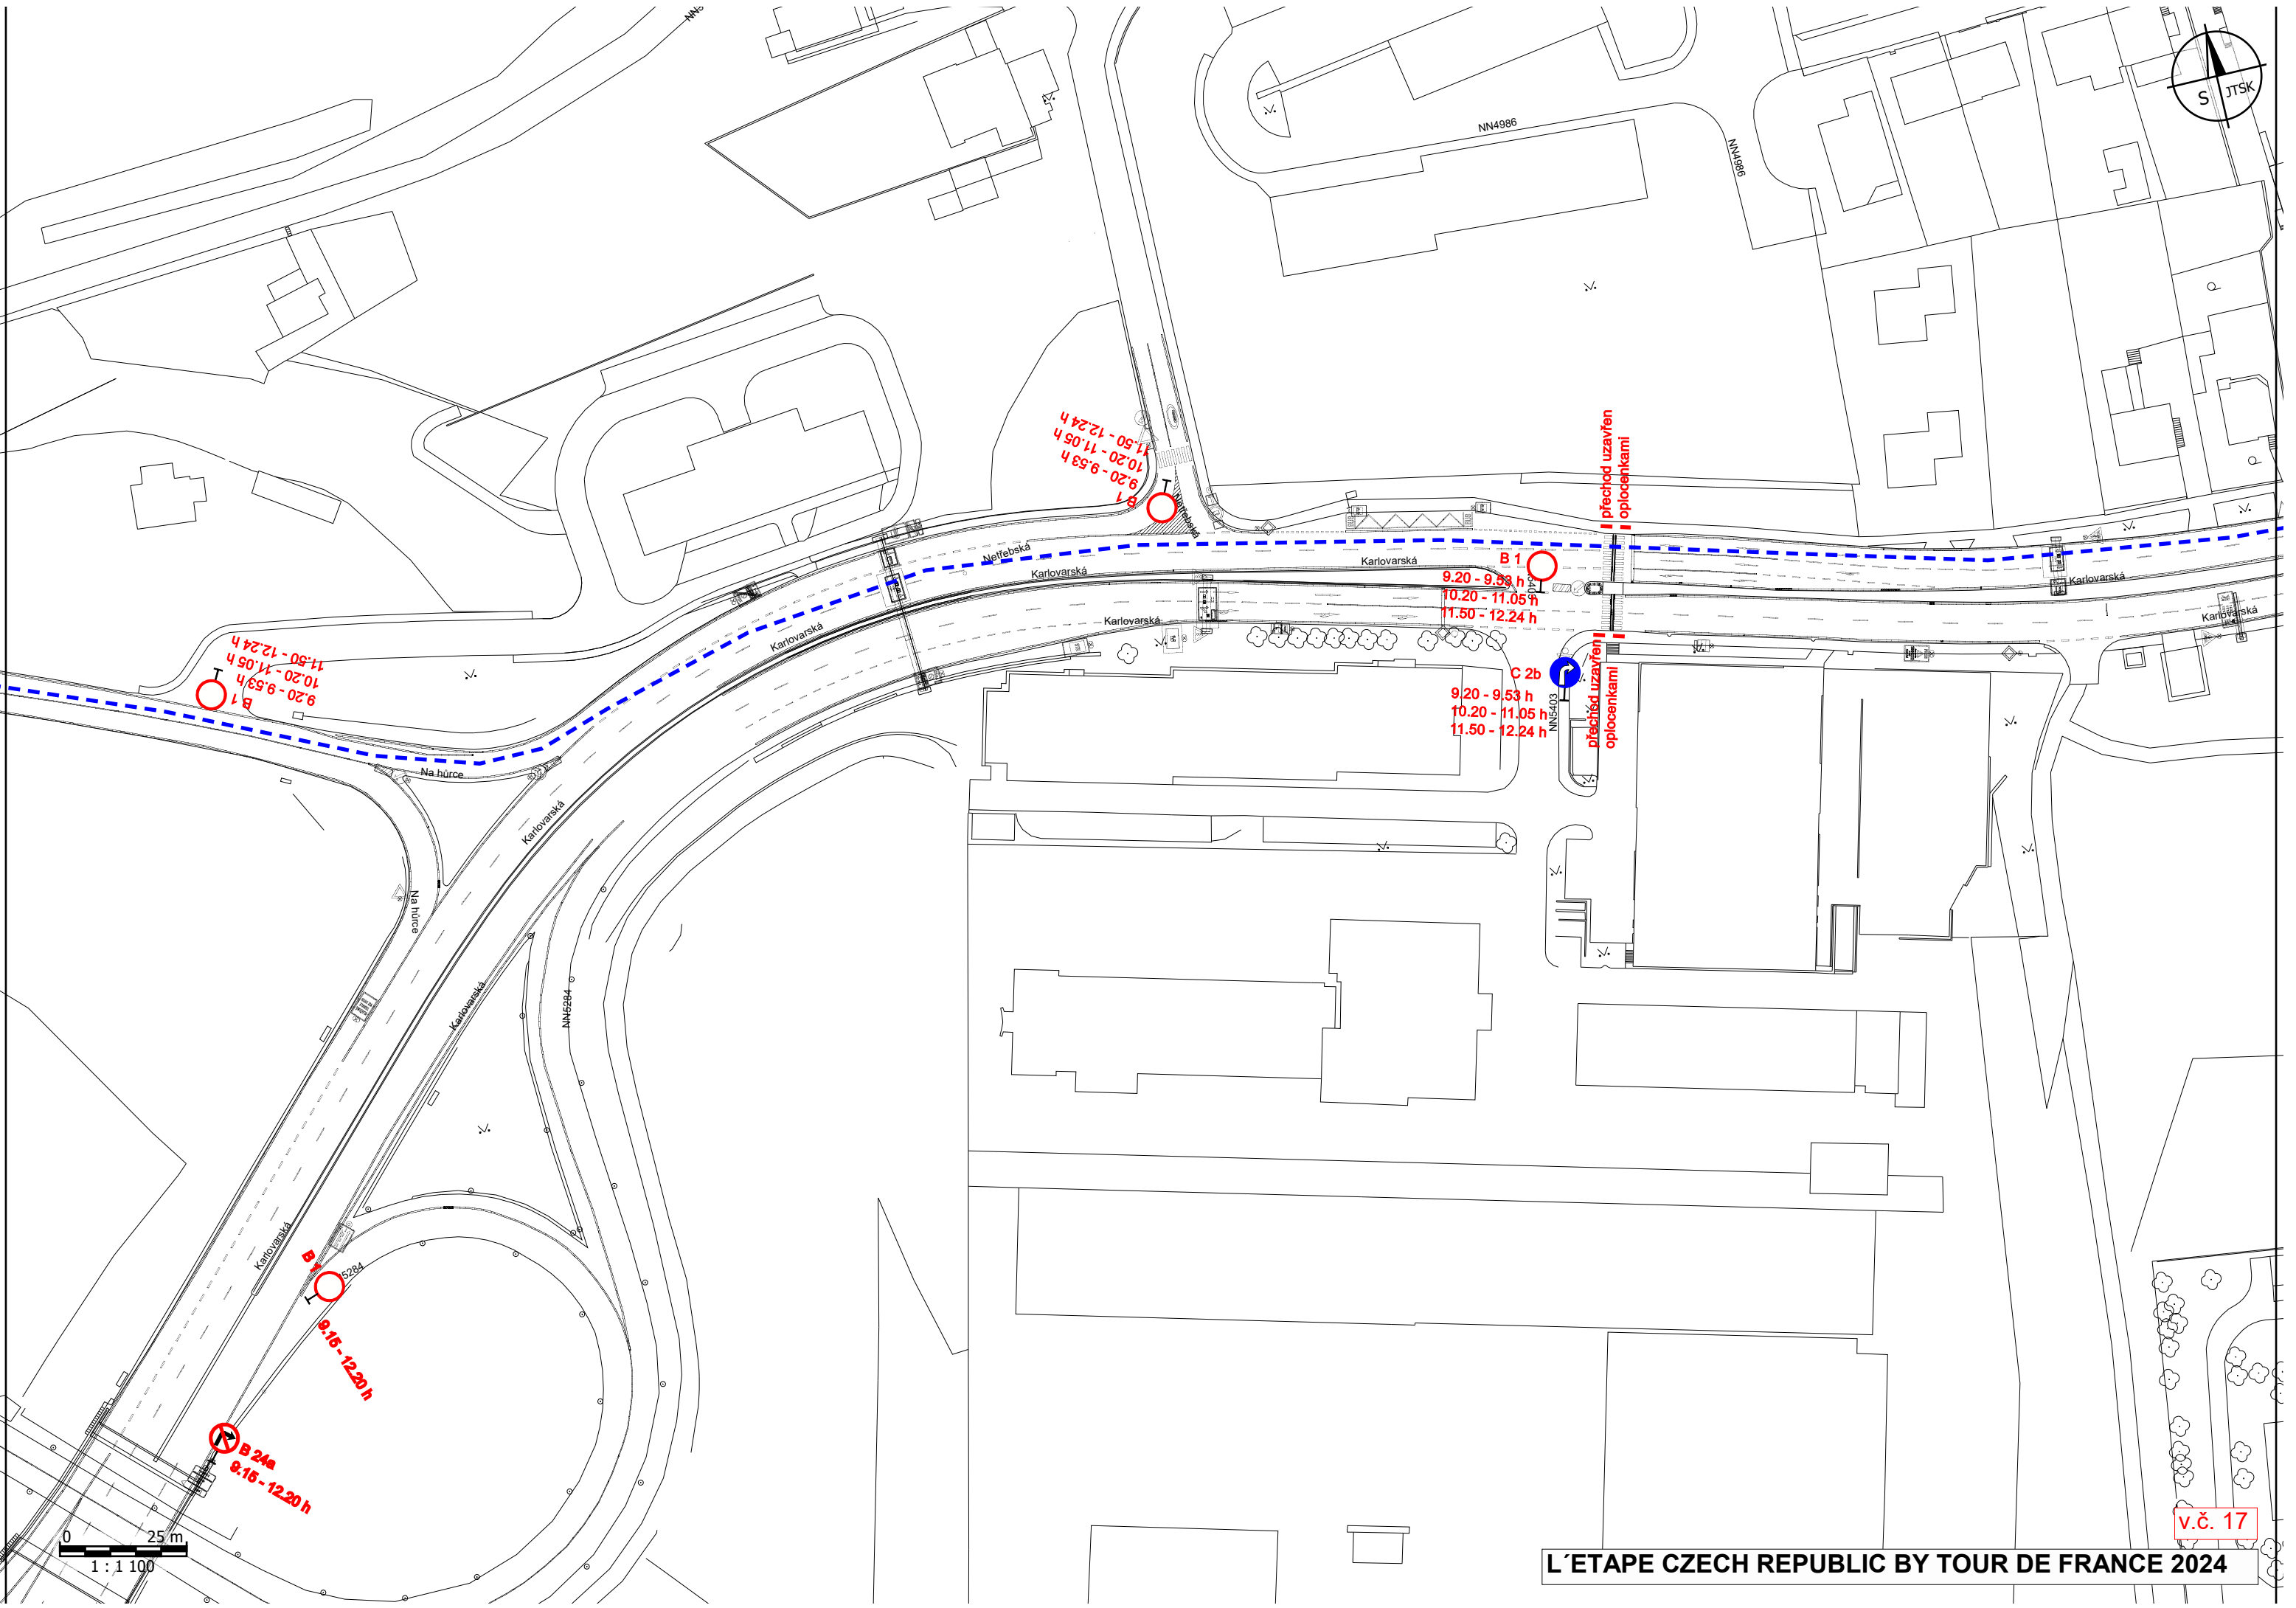 NN4986
NN4986
S JTSK
11.50 - 12.24 h
10.20 - 11.05 h
9.20 - 9.53 h
B 1
Netřebská
přechod uzavřen
oplocenkami
Netřebská
Karlovarská
Karlovarská
Karlovarská
Karlovarská
Karlovarská
Karlovarská
B 1
9.20 - 9.53 h
10.20 - 11.05 h
11.50 - 12.24 h
C 2b
9.20 - 9.53 h
10.20 - 11.05 h
11.50 - 12.24 h
NN5403
přechod uzavřen
oplocenkami
11.50 - 12.24 h
10.20 - 11.05 h
9.20 - 9.53 h
B 1
Na hůrce
Karlovarská
Na hůrce
Karlovarská
NN5284
Karlovarská
B 1
5284
9.15 - 12.20 h
B 24a
9.15 - 12.20 h
0 25 m
1 : 1 100
v.č. 17
L´ETAPE CZECH REPUBLIC BY TOUR DE FRANCE 2024